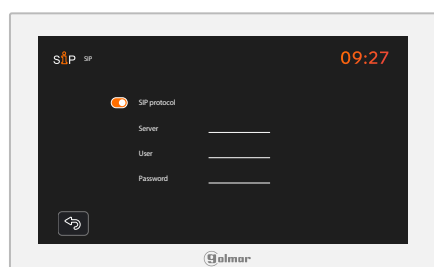 SIP SIP 09:27
SIP protocol
Server
User
Password
golmar